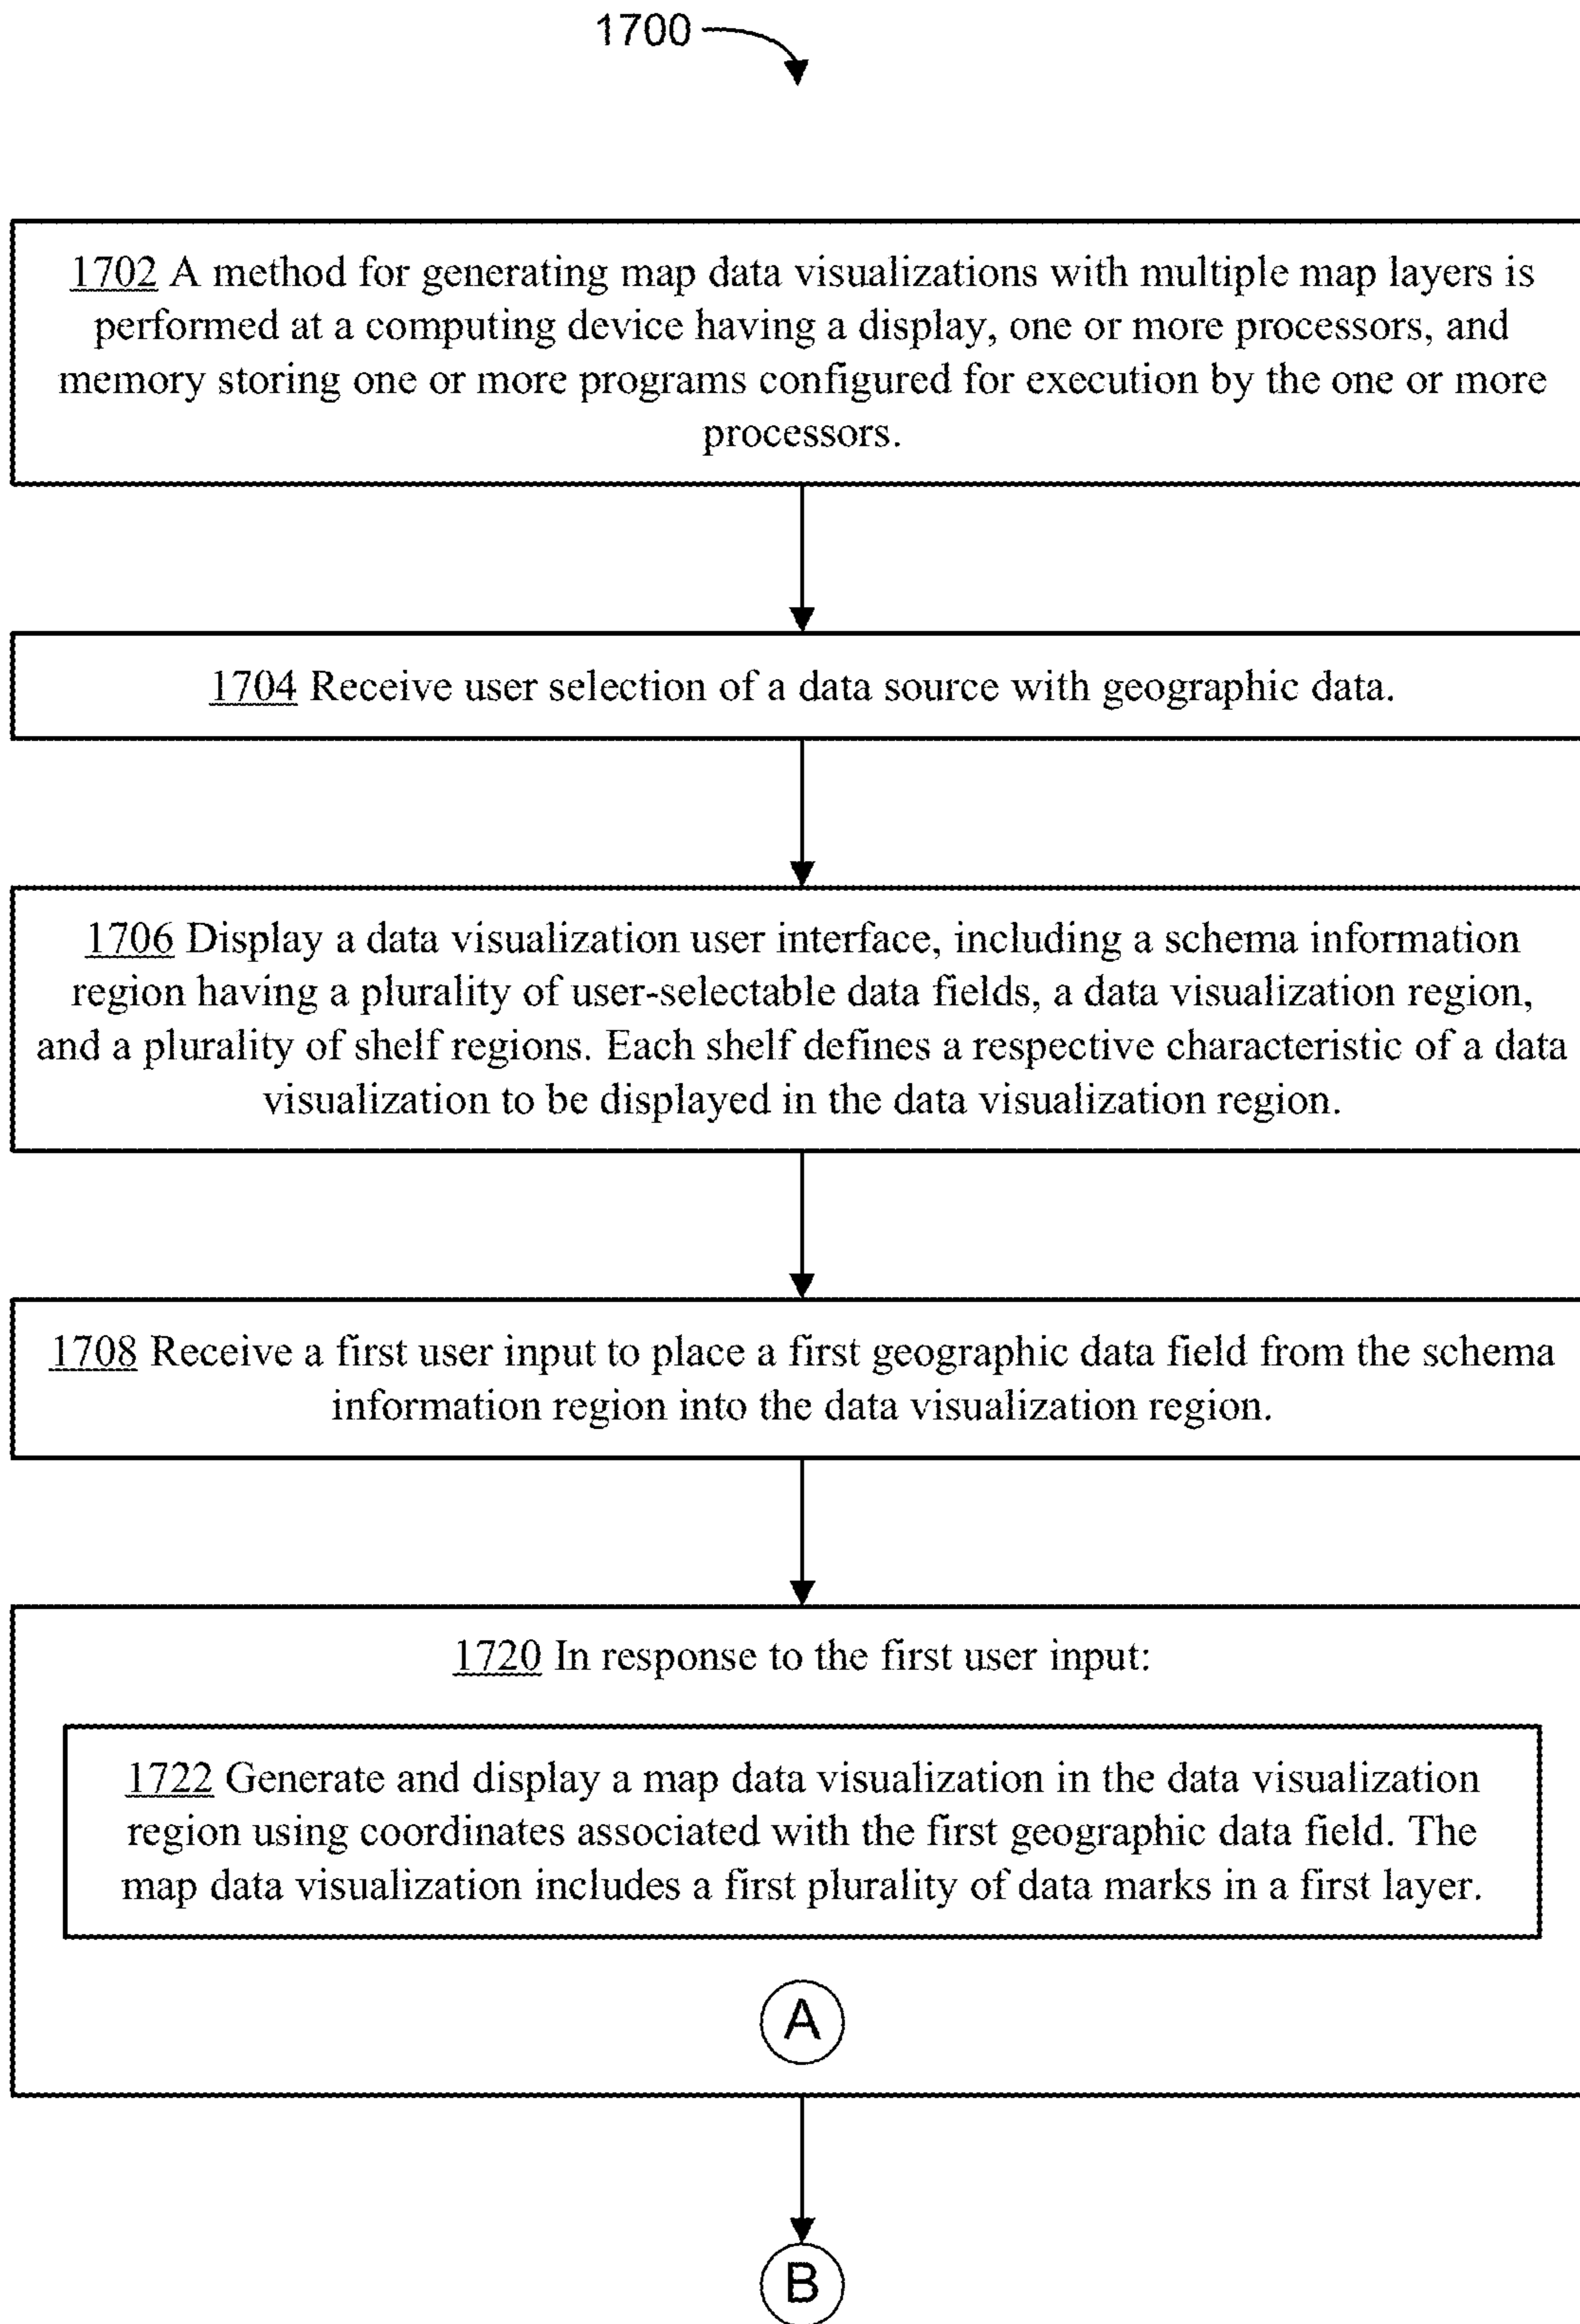 1700
1702 A method for generating map data visualizations with multiple map layers is
performed at a computing device having a display, one or more processors, and
memory storing one or more programs configured for execution by the one or more
processors.
1704 Receive user selection of a data source with geographic data.
1706 Display a data visualization user interface, including a schema information
region having a plurality of user-selectable data fields, a data visualization region,
and a plurality of shelf regions. Each shelf defines a respective characteristic of a data
visualization to be displayed in the data visualization region.
1708 Receive a first user input to place a first geographic data field from the schema
information region into the data visualization region.
1720 In response to the first user input:
1722 Generate and display a map data visualization in the data visualization
region using coordinates associated with the first geographic data field. The
map data visualization includes a first plurality of data marks in a first layer.
A
B